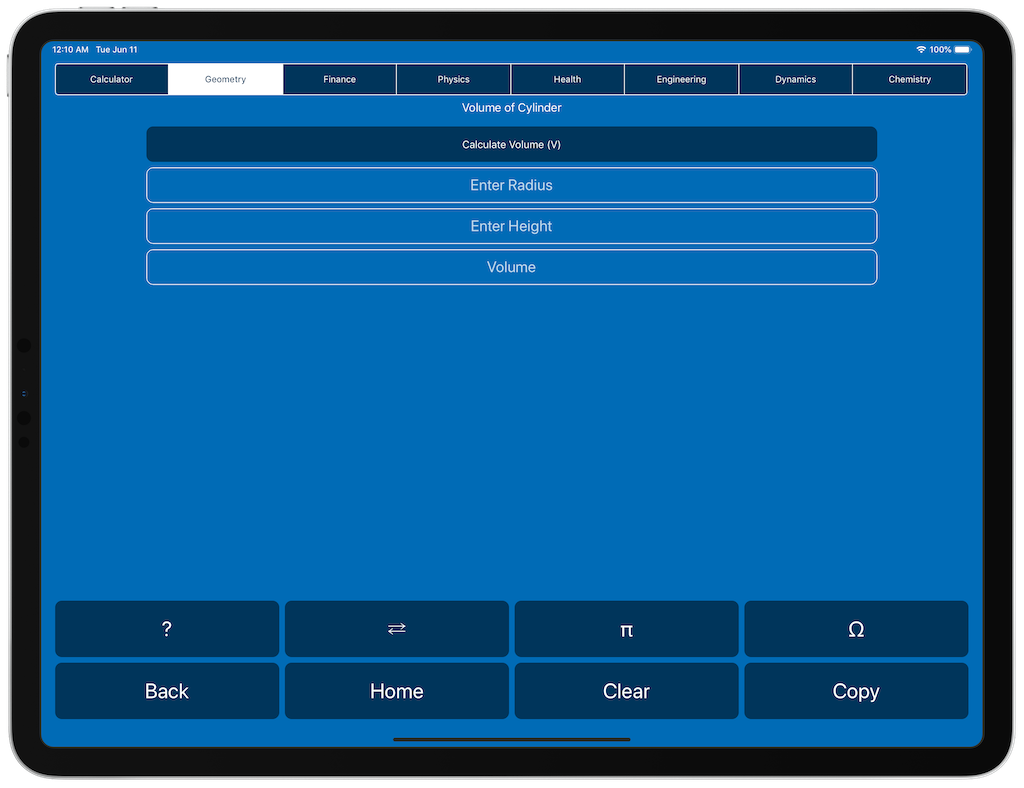 12:10 AM Tue Jun 11 100%
Calculator Geometry Finance Physics Health Engineering Dynamics Chemistry
Volume of Cylinder
Calculate Volume (V)
Enter Radius
Enter Height
Volume
? ⇄ π Ω
Back Home Clear Copy